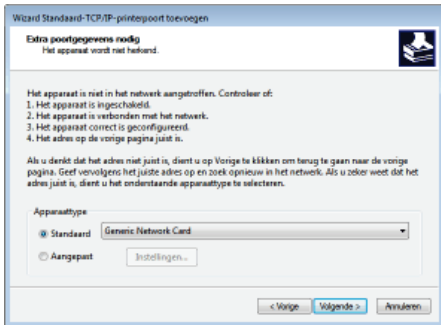 Wizard Standaard-TCP/IP-printerpoort toevoegen
Extra poortgegevens nodig
Het apparaat wordt niet herkend.
Het apparaat is niet in het netwerk aangetroffen. Controleer of:
1. Het apparaat is ingeschakeld.
2. Het apparaat is verbonden met het netwerk.
3. Het apparaat correct is geconfigureerd.
4. Het adres op de vorige pagina juist is.
Als u denkt dat het adres niet juist is, dient u op Vorige te klikken om terug te gaan naar de vorige
pagina. Geef vervolgens het juiste adres op en zoek opnieuw in het netwerk. Als u zeker weet dat het
adres juist is, dient u het onderstaande apparaattype te selecteren.
Apparaattype
Standaard Generic Network Card
Aangepast Instellingen...
< Vorige Volgende > Annuleren